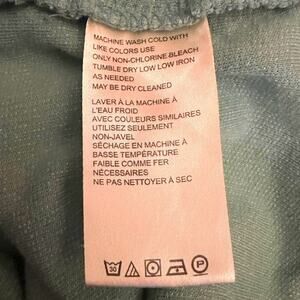 MACHINE WASH COLD WITH
LIKE COLORS USE
ONLY NON-CHLORINE BLEACH
TUMBLE DRY LOW LOW IRON
AS NEEDED
MAY BE DRY CLEANED
LAVER À LA MACHINE À
L'EAU FROID
AVEC COULEURS SIMILAIRES
UTILISEZ SEULEMENT
NON-JAVEL
SÉCHAGE EN MACHINE À
BASSE TEMPÉRATURE
FAIBLE COMME FER
NÉCESSAIRES
NE PAS NETTOYER À SEC
30 P